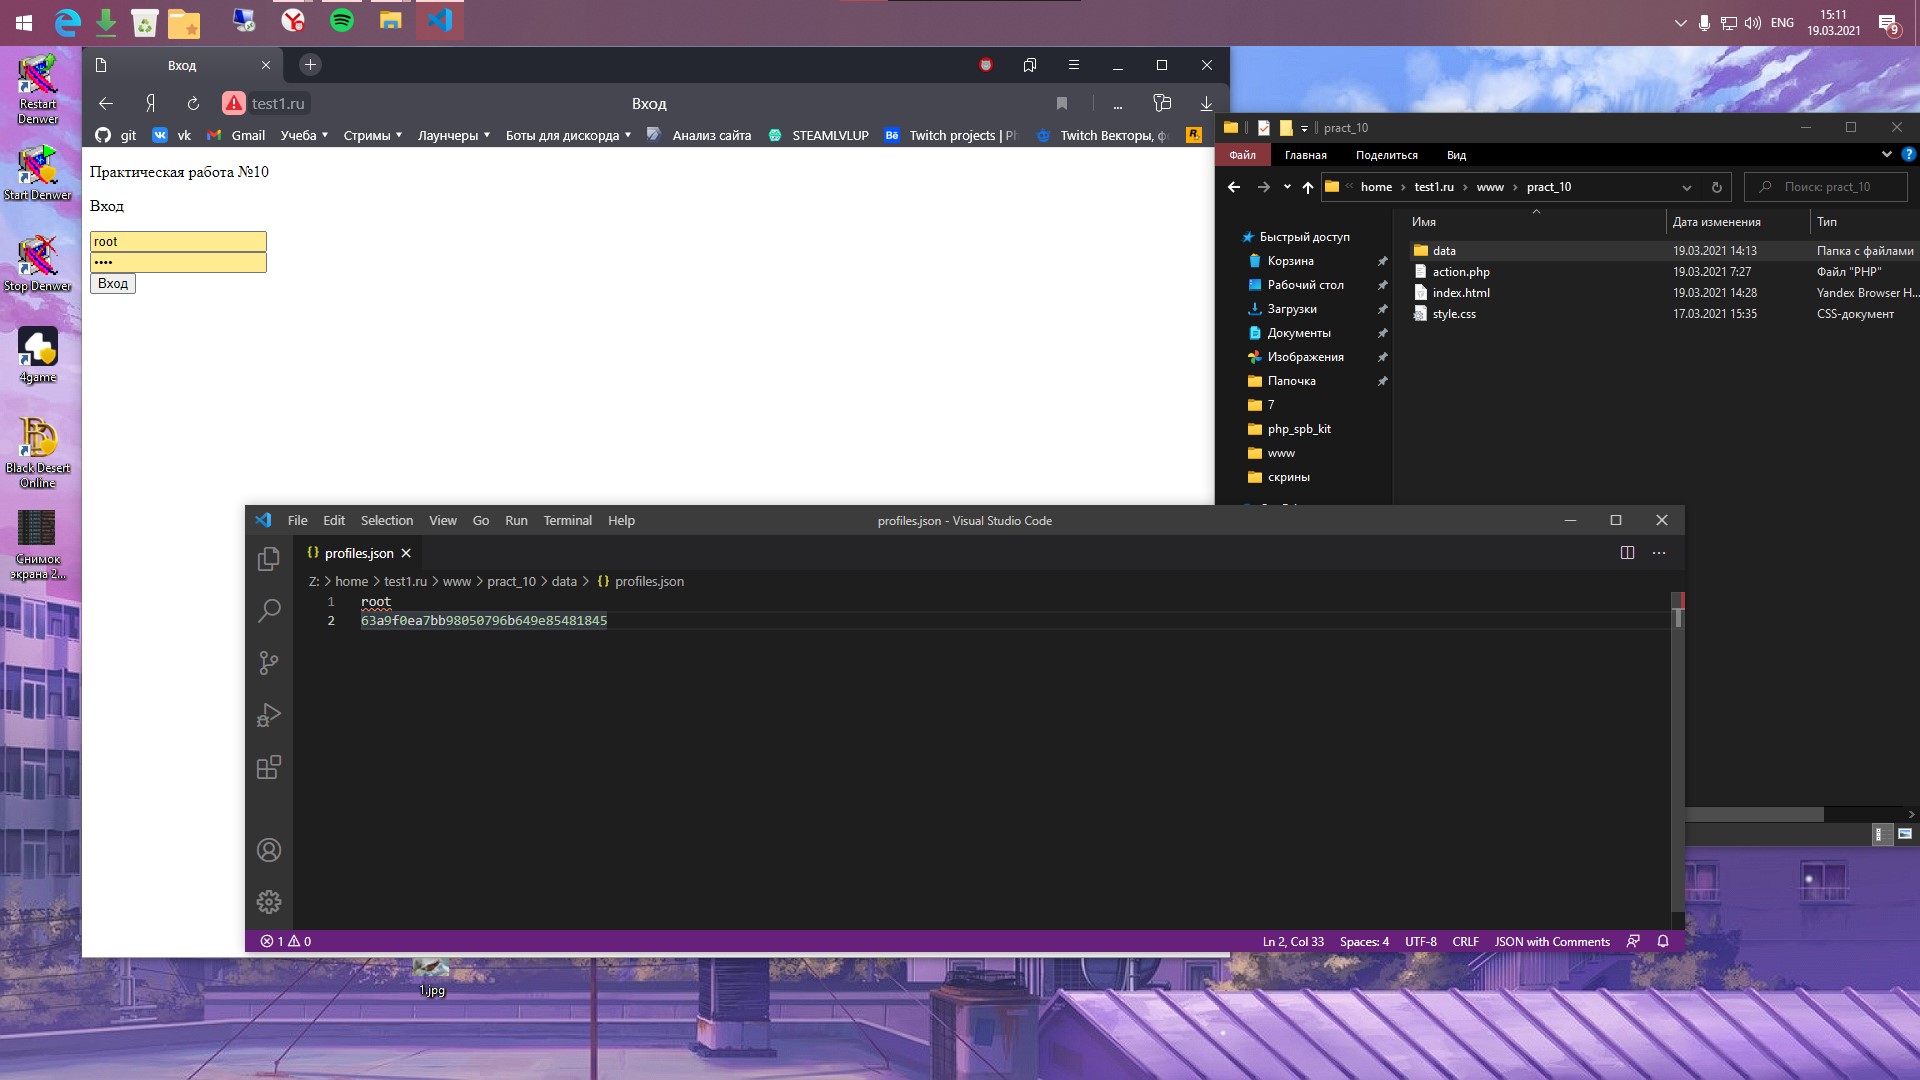 ENG
15:11
19.03.2021
9
Restart
Denwer
Start Denwer
Stop Denwer
4game
Black Desert
Online
Снимок
экрана 2...
1.jpg
Вход
Я
test1.ru
Вход
...
git
vk
Gmail
Учеба
Стримы
Лаунчеры
Боты для дискорда
Анализ сайта
STEAMLVLUP
Bē
Twitch projects | Ph
Twitch Векторы, фо
Практическая работа №10
Вход
root
••••
Вход
pract_10
Файл
Главная
Поделиться
Вид
home › test1.ru › www › pract_10
Поиск: pract_10
Имя
Дата изменения
Тип
Быстрый доступ
Корзина
Рабочий стол
Загрузки
Документы
Изображения
Папочка
7
php_spb_kit
www
скрины
data 19.03.2021 14:13 Папка с файлами
action.php 19.03.2021 7:27 Файл "PHP"
index.html 19.03.2021 14:28 Yandex Browser H...
style.css 17.03.2021 15:35 CSS-документ
File Edit Selection View Go Run Terminal Help
profiles.json - Visual Studio Code
{} profiles.json
Z: > home > test1.ru > www > pract_10 > data > {} profiles.json
1 root
2 63a9f0ea7bb98050796b649e85481845
1 0
Ln 2, Col 33 Spaces: 4 UTF-8 CRLF JSON with Comments